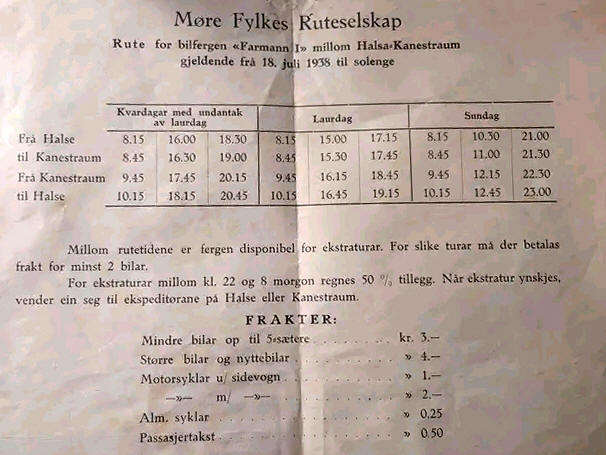 Møre Fylkes Ruteselskap
Rute for bilfergen «Farmann I» millom Halsa-Kanestraum
gjeldende frå 18. juli 1938 til solenge
Kvardagar med undantak av laurdag Laurdag Sundag
Frå Halse 8.15 16.00 18.30 8.15 15.00 17.15 8.15 10.30 21.00
til Kanestraum 8.45 16.30 19.00 8.45 15.30 17.45 8.45 11.00 21.30
Frå Kanestraum 9.45 17.45 20.15 9.45 16.15 18.45 9.45 12.15 22.30
til Halse 10.15 18.15 20.45 10.15 16.45 19.15 10.15 12.45 23.00
Millom rutetidene er fergen disponibel for ekstraturar. For slike turar må der betalas
frakt for minst 2 bilar.
For ekstraturar millom kl. 22 og 8 morgon regnes 50 % tillegg. Når ekstratur ynskjes,
vender ein seg til ekspeditørane på Halse eller Kanestraum.
FRAKTER:
Mindre bilar op til 5-sætere . . . . . . . kr. 3.—
Større bilar og nyttebilar . . . . . . . . . » 4.—
Motorsyklar u/ sidevogn . . . . . . . . . » 1.—
—»— m/ —»— . . . . . . . . . » 2.—
Alm. syklar . . . . . . . . . . . . . . . » 0,25
Passasjertakst . . . . . . . . . . . . . . » 0.50